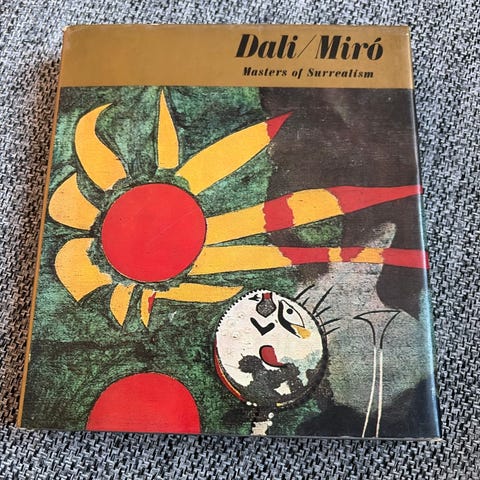 Dali/Miró
Masters of Surrealism